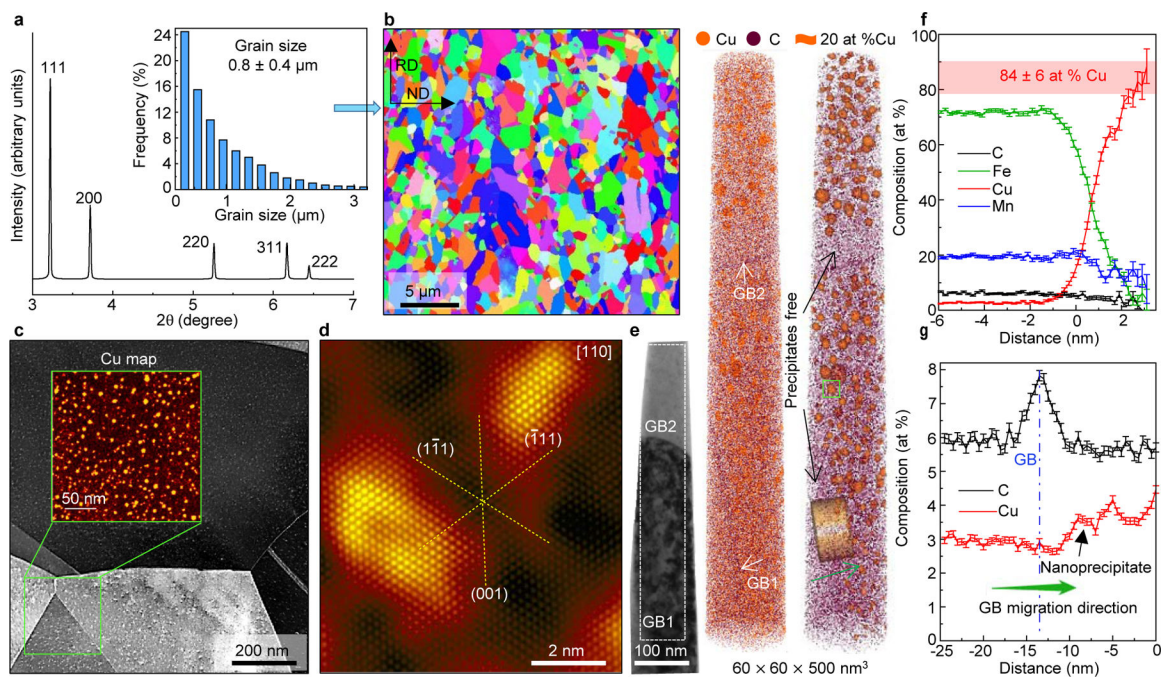 a
Intensity (arbitrary units)
111
200
220
311
222
3
4
5
6
7
2θ (degree)
Frequency (%)
24
20
16
12
8
4
0
Grain size
0.8 ± 0.4 μm
0
1
2
3
Grain size (μm)
b
RD
ND
5 μm
c
Cu map
50 nm
200 nm
d
[110]
(11̅1)
(1̅11)
(001)
2 nm
e
GB2
GB1
100 nm
Cu
C
20 at %Cu
GB2
GB1
Precipitates free
60 × 60 × 500 nm³
f
Composition (at %)
100
80
60
40
20
0
84 ± 6 at % Cu
C
Fe
Cu
Mn
-6
-4
-2
0
2
Distance (nm)
g
Composition (at %)
8
7
6
5
4
3
2
1
0
GB
C
Cu
Nanoprecipitate
GB migration direction
-25
-20
-15
-10
-5
0
Distance (nm)